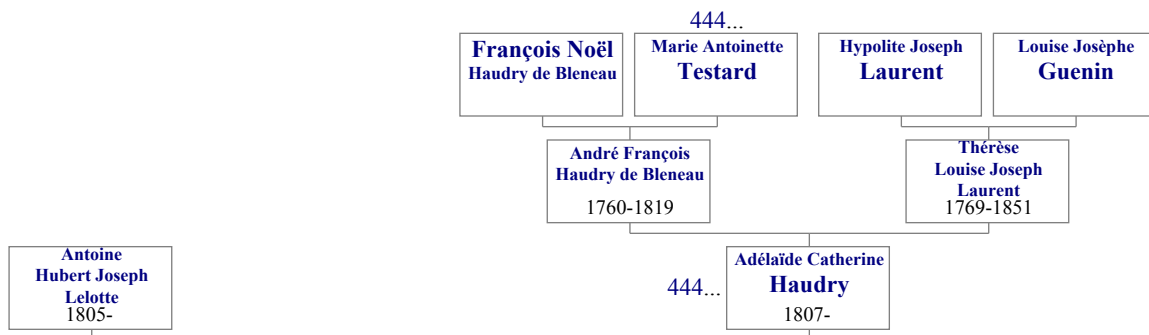 444...
François Noël
Haudry de Bleneau
Marie Antoinette
Testard
Hypolite Joseph
Laurent
Louise Josèphe
Guenin
André François
Haudry de Bleneau
1760-1819
Thérèse
Louise Joseph
Laurent
1769-1851
Antoine
Hubert Joseph
Lelotte
1805-
444...
Adélaïde Catherine
Haudry
1807-